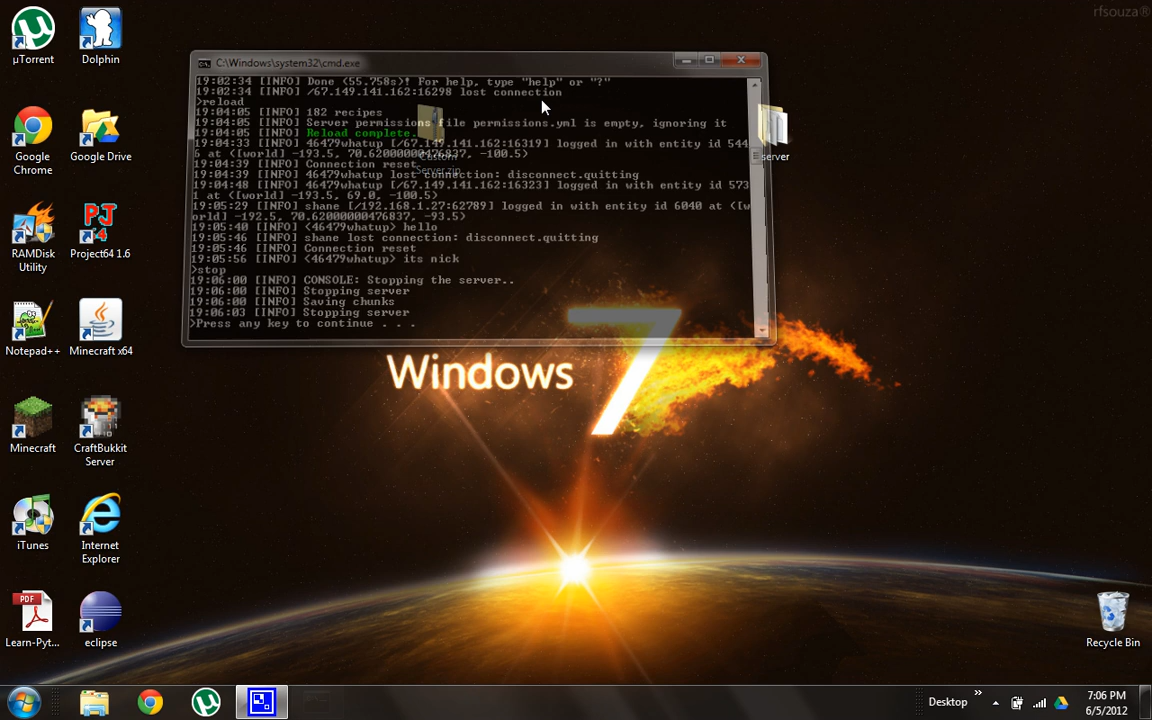 rfsouza®
µTorrent
Dolphin
Google Chrome
Google Drive
RAMDisk Utility
Project64 1.6
Notepad++
Minecraft x64
Minecraft
CraftBukkit Server
iTunes
Internet Explorer
PDF
Learn-Pyt...
eclipse
C:\Windows\system32\cmd.exe
19:02:34 [INFO] Done (55.758s)! For help, type "help" or "?"
19:02:34 [INFO] /67.149.141.162:16298 lost connection
>reload
19:04:05 [INFO] 182 recipes
19:04:05 [INFO] Server permissions file permissions.yml is empty, ignoring it
19:04:05 [INFO] Reload complete.
19:04:33 [INFO] 46479whatup [/67.149.141.162:16319] logged in with entity id 544
6 at ([world] -193.5, 70.62000000476837, -100.5)
19:04:39 [INFO] Connection reset
19:04:39 [INFO] 46479whatup lost connection: disconnect.quitting
19:04:48 [INFO] 46479whatup [/67.149.141.162:16323] logged in with entity id 573
1 at ([world] -193.5, 69.0, -100.5)
19:05:29 [INFO] shane [/192.168.1.27:62789] logged in with entity id 6040 at ([w
orld] -192.5, 70.62000000476837, -93.5)
19:05:40 [INFO] <46479whatup> hello
19:05:46 [INFO] shane lost connection: disconnect.quitting
19:05:46 [INFO] Connection reset
19:05:56 [INFO] <46479whatup> its nick
>stop
19:06:00 [INFO] CONSOLE: Stopping the server..
19:06:00 [INFO] Stopping server
19:06:00 [INFO] Saving chunks
19:06:03 [INFO] Stopping server
>Press any key to continue . . .
Custom
Server.zip
server
Windows 7
Recycle Bin
Desktop
»
7:06 PM
6/5/2012